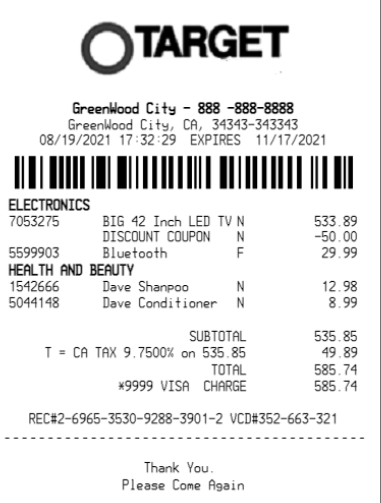 TARGET
GreenWood City - 888 -888-8888
GreenWood City, CA, 34343-343343
08/19/2021 17:32:29 EXPIRES 11/17/2021
ELECTRONICS
7053275 BIG 42 Inch LED TV N 533.89
DISCOUNT COUPON N -50.00
5599903 Bluetooth F 29.99
HEALTH AND BEAUTY
1542666 Dave Shanpoo N 12.98
5044148 Dave Conditioner N 8.99
SUBTOTAL 535.85
T = CA TAX 9.7500% on 535.85 49.89
TOTAL 585.74
*9999 VISA CHARGE 585.74
REC#2-6965-3530-9288-3901-2 VCD#352-663-321
Thank You.
Please Come Again